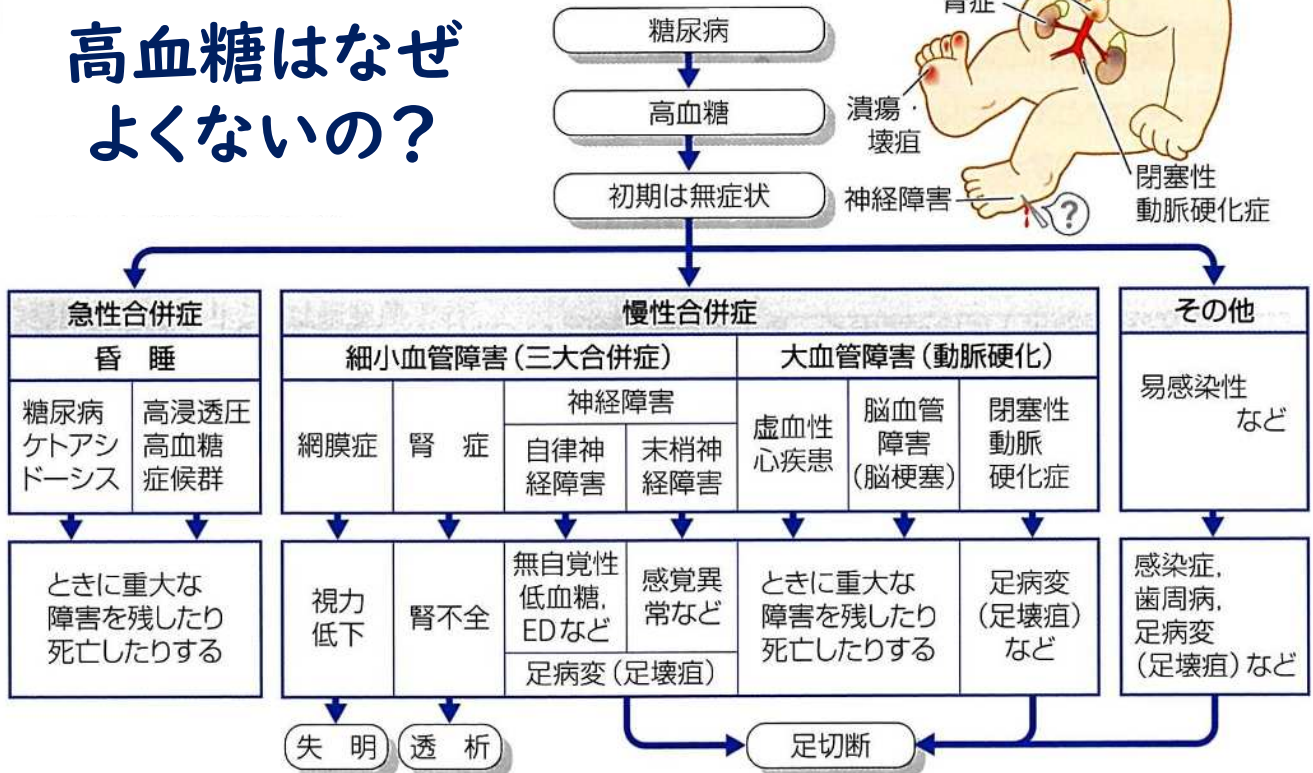 高血糖はなぜ
よくないの?
糖尿病
高血糖
初期は無症状
腎症
潰瘍・
壊疽
神経障害
?
閉塞性
動脈硬化症
急性合併症
昏 睡
糖尿病
ケトアシ
ドーシス
高浸透圧
高血糖
症候群
ときに重大な
障害を残したり
死亡したりする
慢性合併症
細小血管障害(三大合併症)
網膜症
腎 症
神経障害
自律神
経障害
末梢神
経障害
視力
低下
腎不全
無自覚性
低血糖,
EDなど
感覚異
常など
足病変(足壊疽)
大血管障害(動脈硬化)
虚血性
心疾患
脳血管
障害
(脳梗塞)
閉塞性
動脈
硬化症
ときに重大な
障害を残したり
死亡したりする
足病変
(足壊疽)
など
その他
易感染性
など
感染症,
歯周病,
足病変
(足壊疽)など
失 明
透 析
足切断